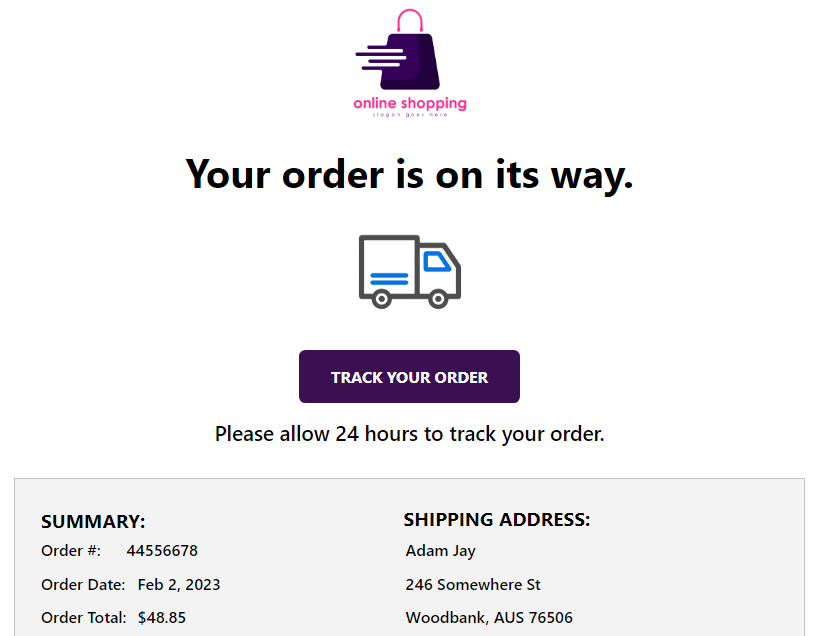 online shopping
slogan goes here
Your order is on its way.
TRACK YOUR ORDER
Please allow 24 hours to track your order.
SUMMARY:
Order #: 44556678
Order Date: Feb 2, 2023
Order Total: $48.85
SHIPPING ADDRESS:
Adam Jay
246 Somewhere St
Woodbank, AUS 76506